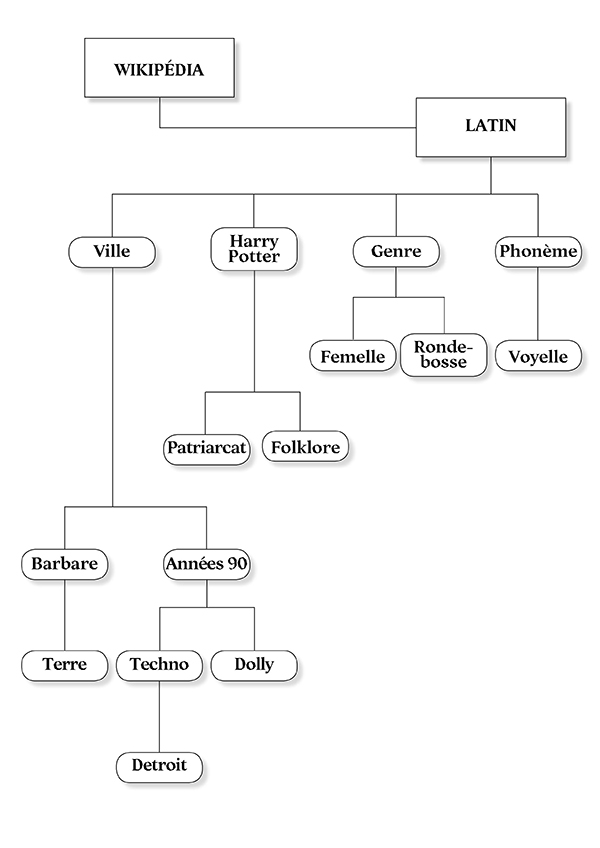 WIKIPÉDIA
LATIN
Ville
Harry
Potter
Genre
Phonème
Femelle
Ronde-
bosse
Voyelle
Patriarcat
Folklore
Barbare
Années 90
Terre
Techno
Dolly
Detroit